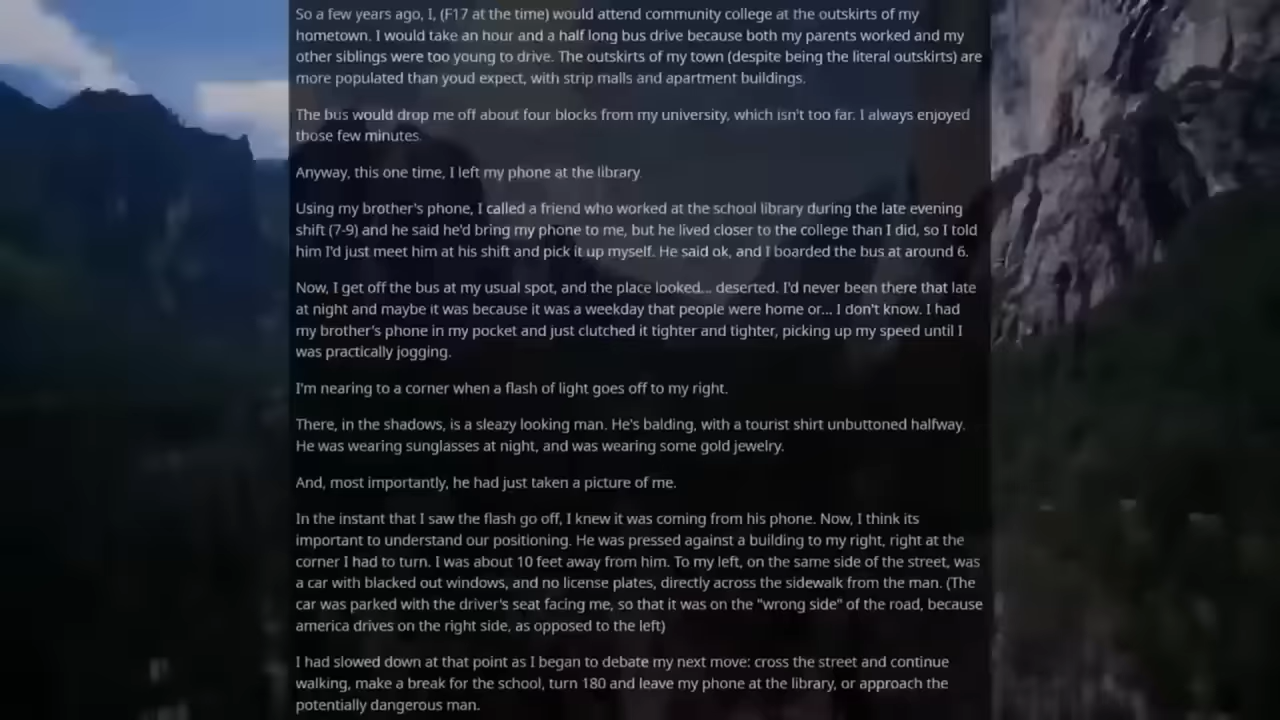 So a few years ago, I, (F17 at the time) would attend community college at the outskirts of my
hometown. I would take an hour and a half long bus drive because both my parents worked and my
other siblings were too young to drive. The outskirts of my town (despite being the literal outskirts) are
more populated than youd expect, with strip malls and apartment buildings.
The bus would drop me off about four blocks from my university, which isn't too far. I always enjoyed
those few minutes.
Anyway, this one time, I left my phone at the library.
Using my brother's phone, I called a friend who worked at the school library during the late evening
shift (7-9) and he said he'd bring my phone to me, but he lived closer to the college than I did, so I told
him I'd just meet him at his shift and pick it up myself. He said ok, and I boarded the bus at around 6.
Now, I get off the bus at my usual spot, and the place looked... deserted. I'd never been there that late
at night and maybe it was because it was a weekday that people were home or... I don't know. I had
my brother's phone in my pocket and just clutched it tighter and tighter, picking up my speed until I
was practically jogging.
I'm nearing to a corner when a flash of light goes off to my right.
There, in the shadows, is a sleazy looking man. He's balding, with a tourist shirt unbuttoned halfway.
He was wearing sunglasses at night, and was wearing some gold jewelry.
And, most importantly, he had just taken a picture of me.
In the instant that I saw the flash go off, I knew it was coming from his phone. Now, I think its
important to understand our positioning. He was pressed against a building to my right, right at the
corner I had to turn. I was about 10 feet away from him. To my left, on the same side of the street, was
a car with blacked out windows, and no license plates, directly across the sidewalk from the man. (The
car was parked with the driver's seat facing me, so that it was on the "wrong side" of the road, because
america drives on the right side, as opposed to the left)
I had slowed down at that point as I began to debate my next move: cross the street and continue
walking, make a break for the school, turn 180 and leave my phone at the library, or approach the
potentially dangerous man.